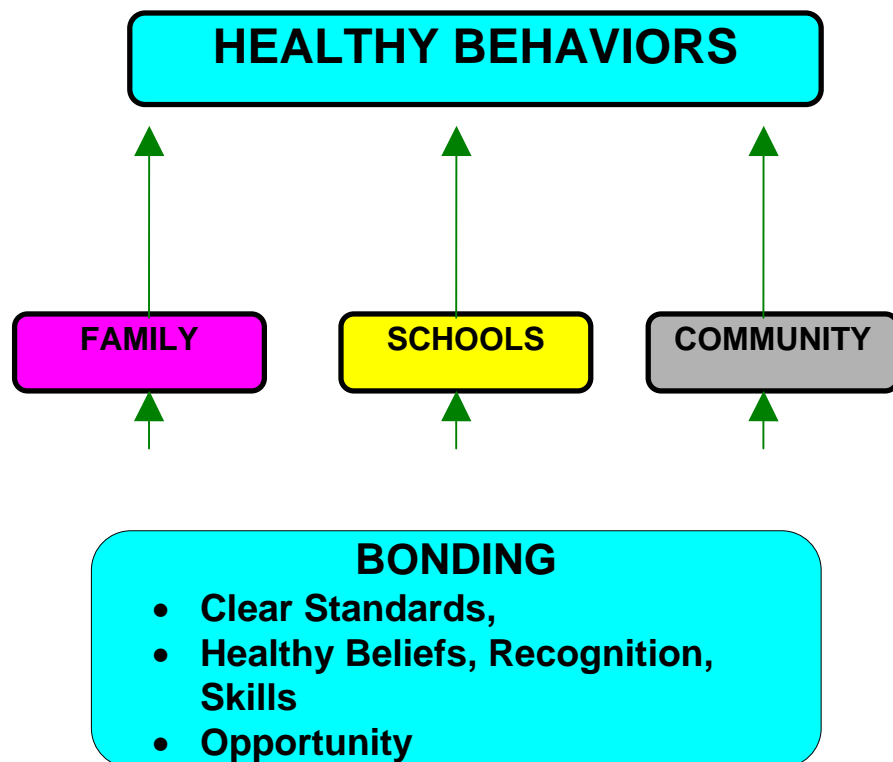 HEALTHY BEHAVIORS
FAMILY
SCHOOLS
COMMUNITY
BONDING
• Clear Standards,
• Healthy Beliefs, Recognition,
Skills
• Opportunity